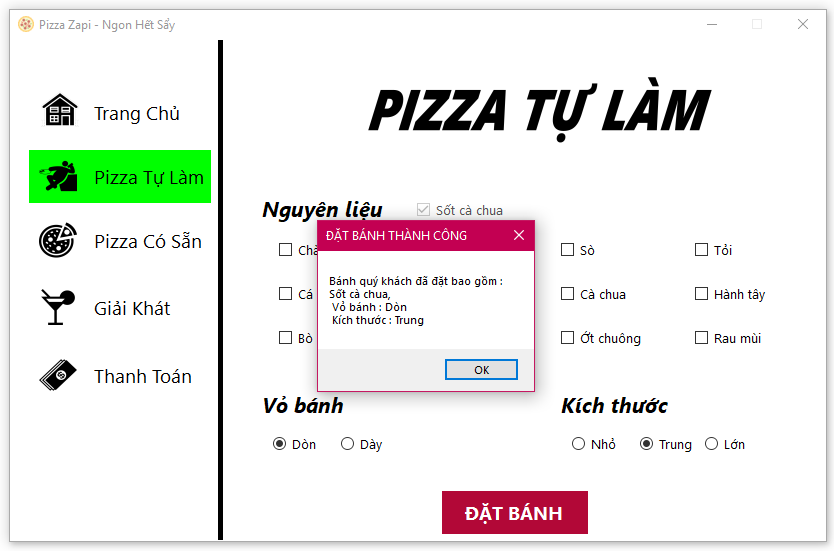 Pizza Zapi - Ngon Hết Sẩy
Trang Chủ
Pizza Tự Làm
Pizza Có Sẵn
Giải Khát
Thanh Toán
PIZZA TỰ LÀM
Nguyên liệu
Sốt cà chua
Sò
Tỏi
Cá
Cà chua
Hành tây
Bò
Ớt chuông
Rau mùi
ĐẶT BÁNH THÀNH CÔNG
Bánh quý khách đã đặt bao gồm :
Sốt cà chua,
Vỏ bánh : Dòn
Kích thước : Trung
OK
Vỏ bánh
Dòn
Dày
Kích thước
Nhỏ
Trung
Lớn
ĐẶT BÁNH